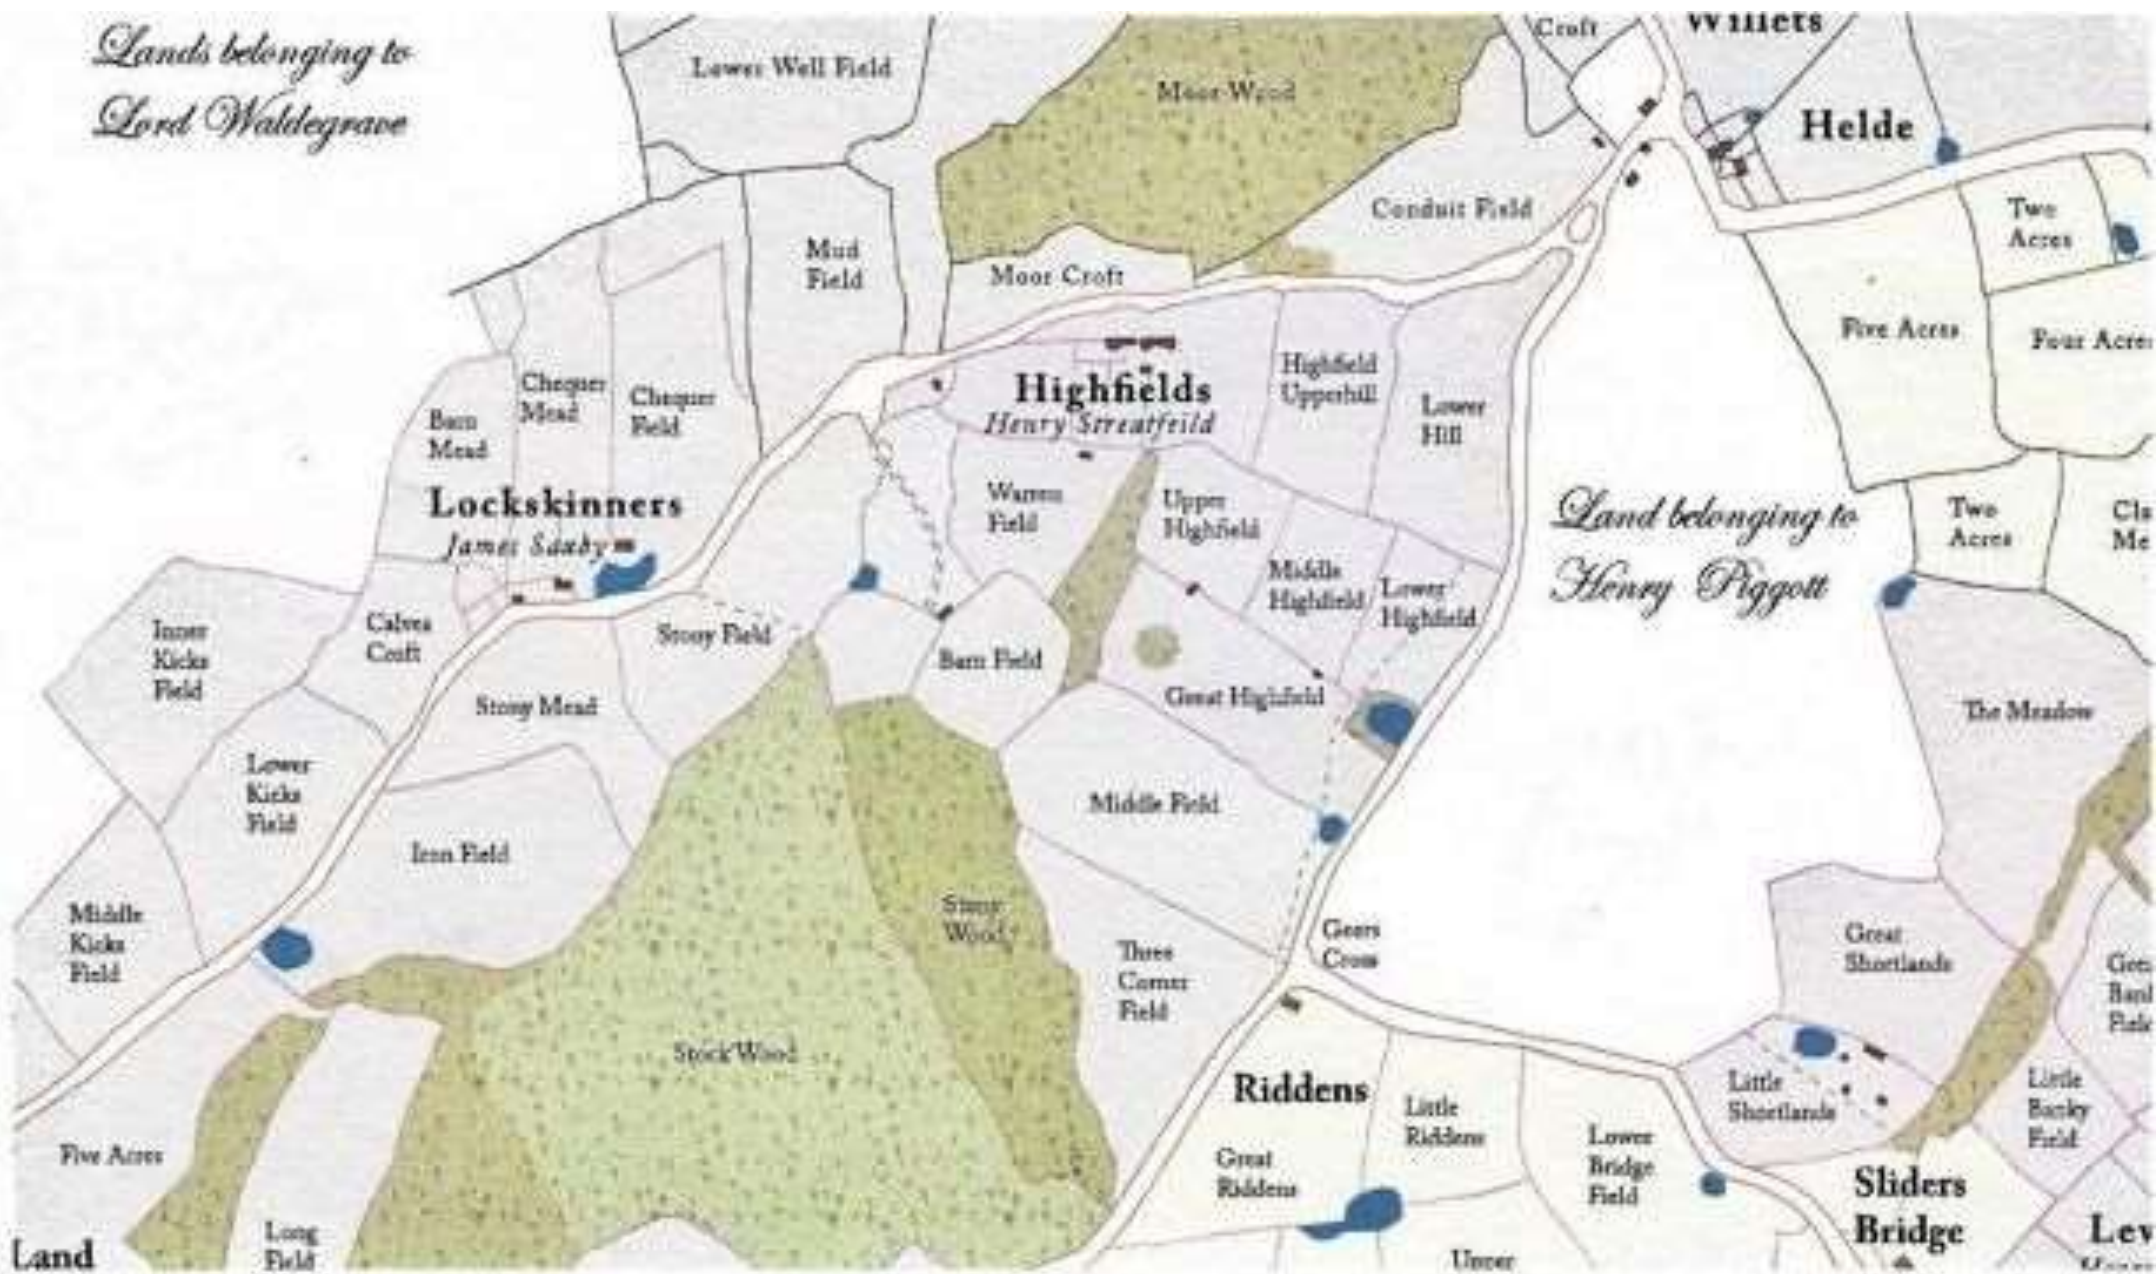 Lands belonging to
Lord Waldegrave
Lower Well Field
Moor Wood
Croft
Willets
Helde
Conduit Field
Two
Acres
Mud
Field
Moor Croft
Five Acres
Four Acres
Highfield
Upperhill
Highfields
Henry Streatfeild
Lower
Hill
Chequer
Mead
Chequer
Field
Barn
Mead
Lockskinners
James Saxby
Warren
Field
Upper
Highfield
Land belonging to
Henry Piggott
Two
Acres
Middle
Highfield
Lower
Highfield
Inner
Kicks
Field
Calves
Croft
Stony Field
Barn Field
Great Highfield
Stony Mead
The Meadow
Lower
Kicks
Field
Middle Field
Iron Field
Middle
Kicks
Field
Stony
Wood
Three
Corner
Field
Geers
Cross
Great
Shortlands
Stock Wood
Riddens
Little
Riddens
Little
Shortlands
Little
Banky
Field
Five Acres
Great
Riddens
Lower
Bridge
Field
Sliders
Bridge
Long
Field
Land
Lev